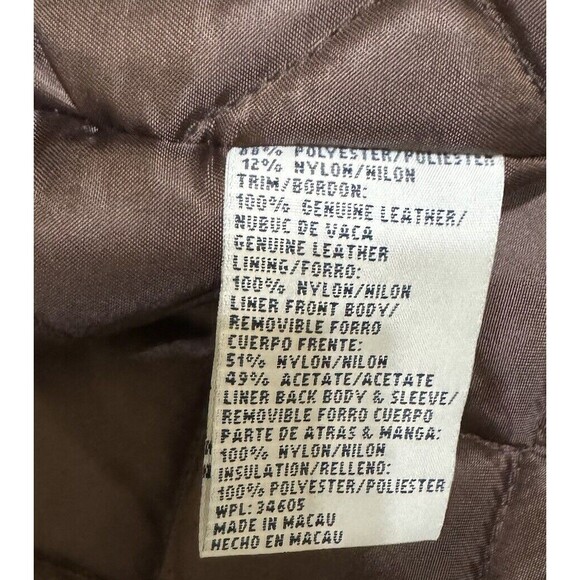 88% POLYESTER/POLIESTER
12% NYLON/NILON
TRIM/BORDON:
100% GENUINE LEATHER/
NUBUC DE VACA
GENUINE LEATHER
LINING/FORRO:
100% NYLON/NILON
LINER FRONT BODY/
REMOVIBLE FORRO
CUERPO FRENTE:
51% NYLON/NILON
49% ACETATE/ACETATE
LINER BACK BODY & SLEEVE/
REMOVIBLE FORRO CUERPO
PARTE DE ATRAS & MANGA:
100% NYLON/NILON
INSULATION/RELLENO:
100% POLYESTER/POLIESTER
WPL: 34605
MADE IN MACAU
HECHO EN MACAU